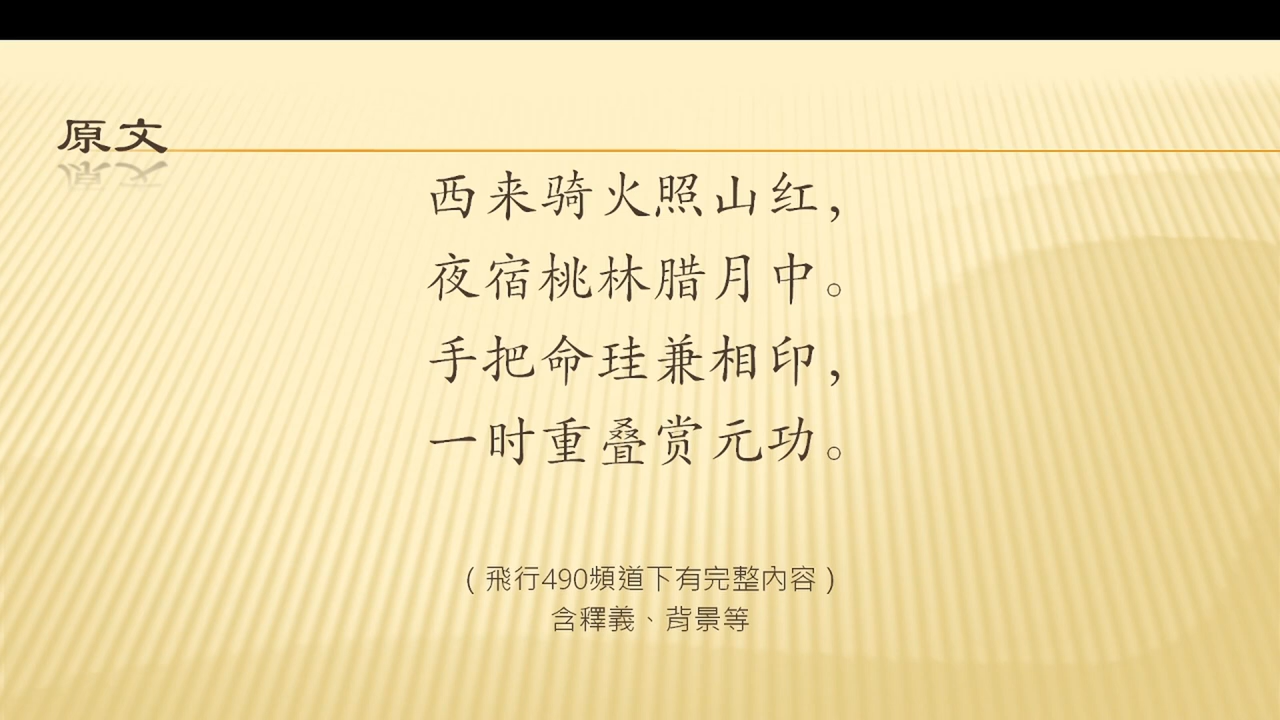 原文
西来骑火照山红，
夜宿桃林腊月中。
手把命珪兼相印，
一时重叠赏元功。
（飛行490頻道下有完整內容）
含釋義、背景等